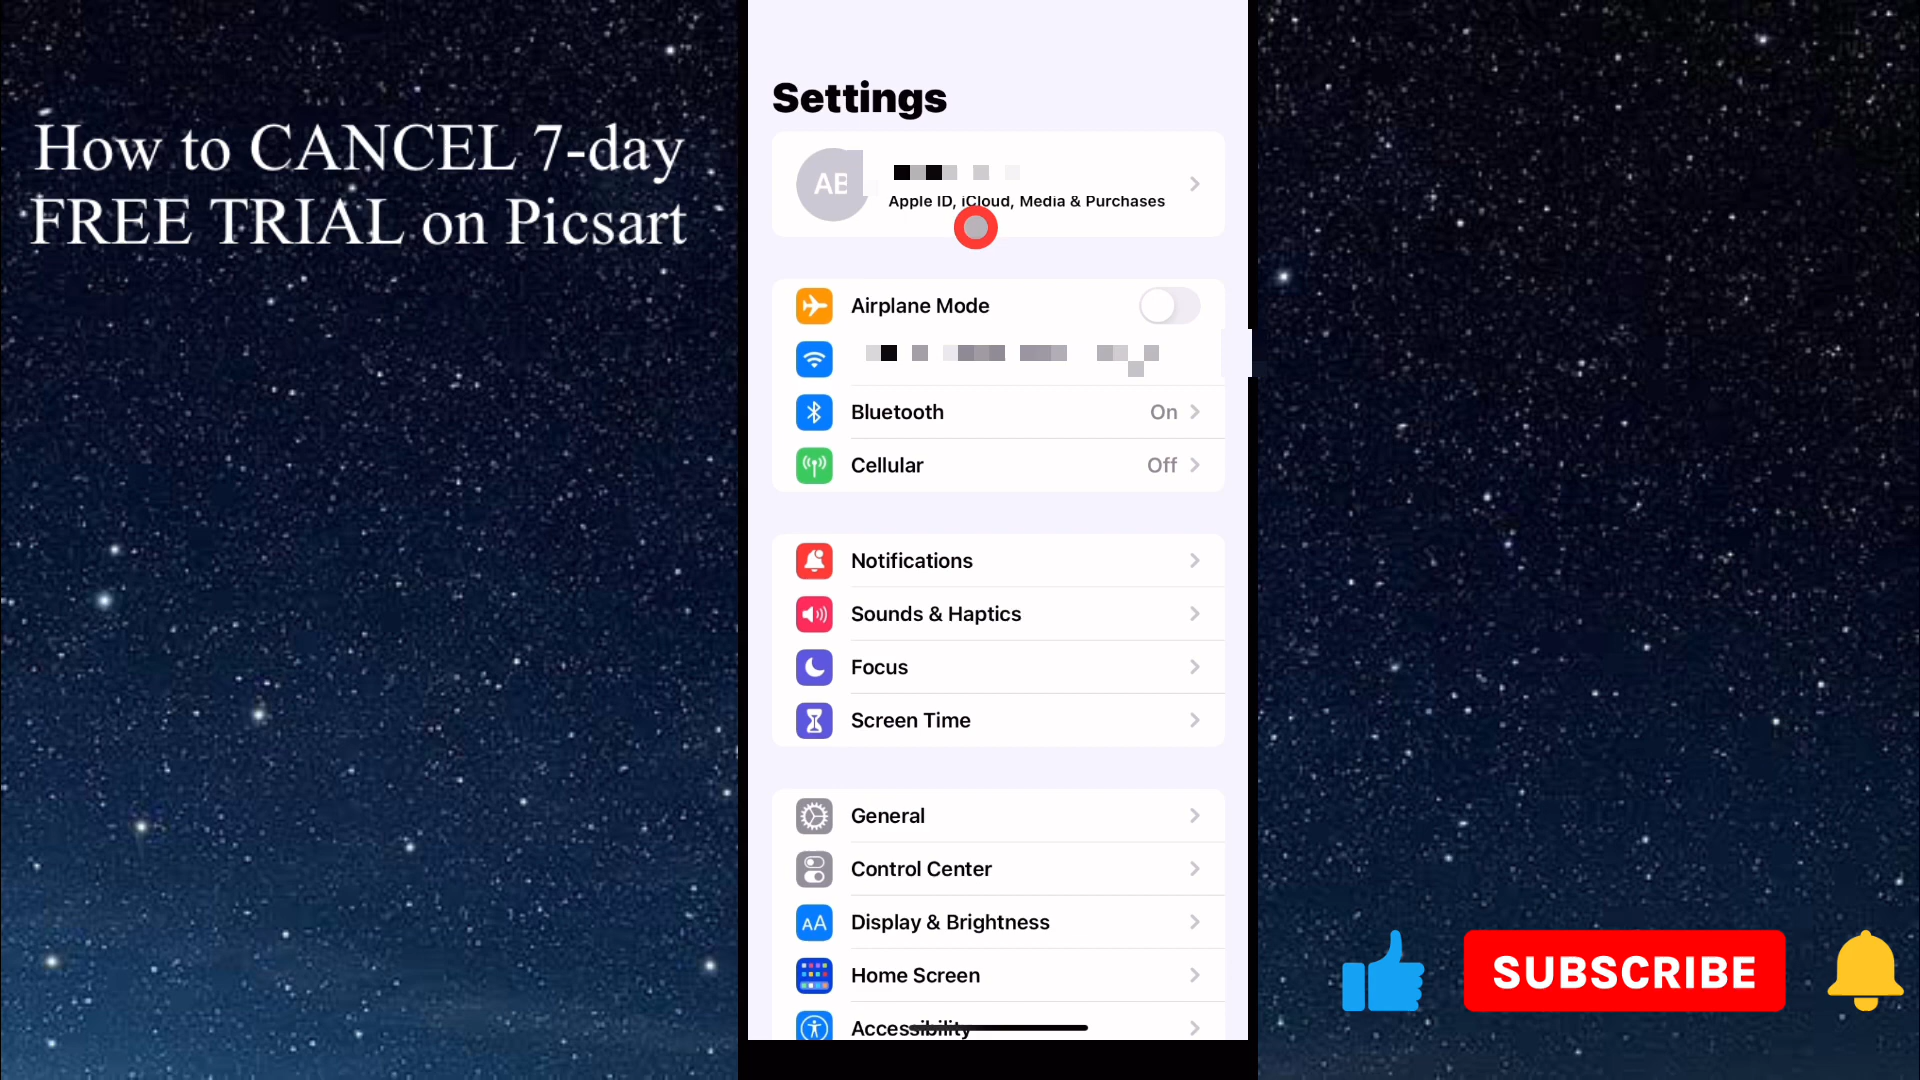 How to CANCEL 7-day
FREE TRIAL on Picsart
Settings
AB
Apple ID, iCloud, Media & Purchases
Airplane Mode
Bluetooth On
Cellular Off
Notifications
Sounds & Haptics
Focus
Screen Time
General
Control Center
AA Display & Brightness
Home Screen
Accessibility
SUBSCRIBE